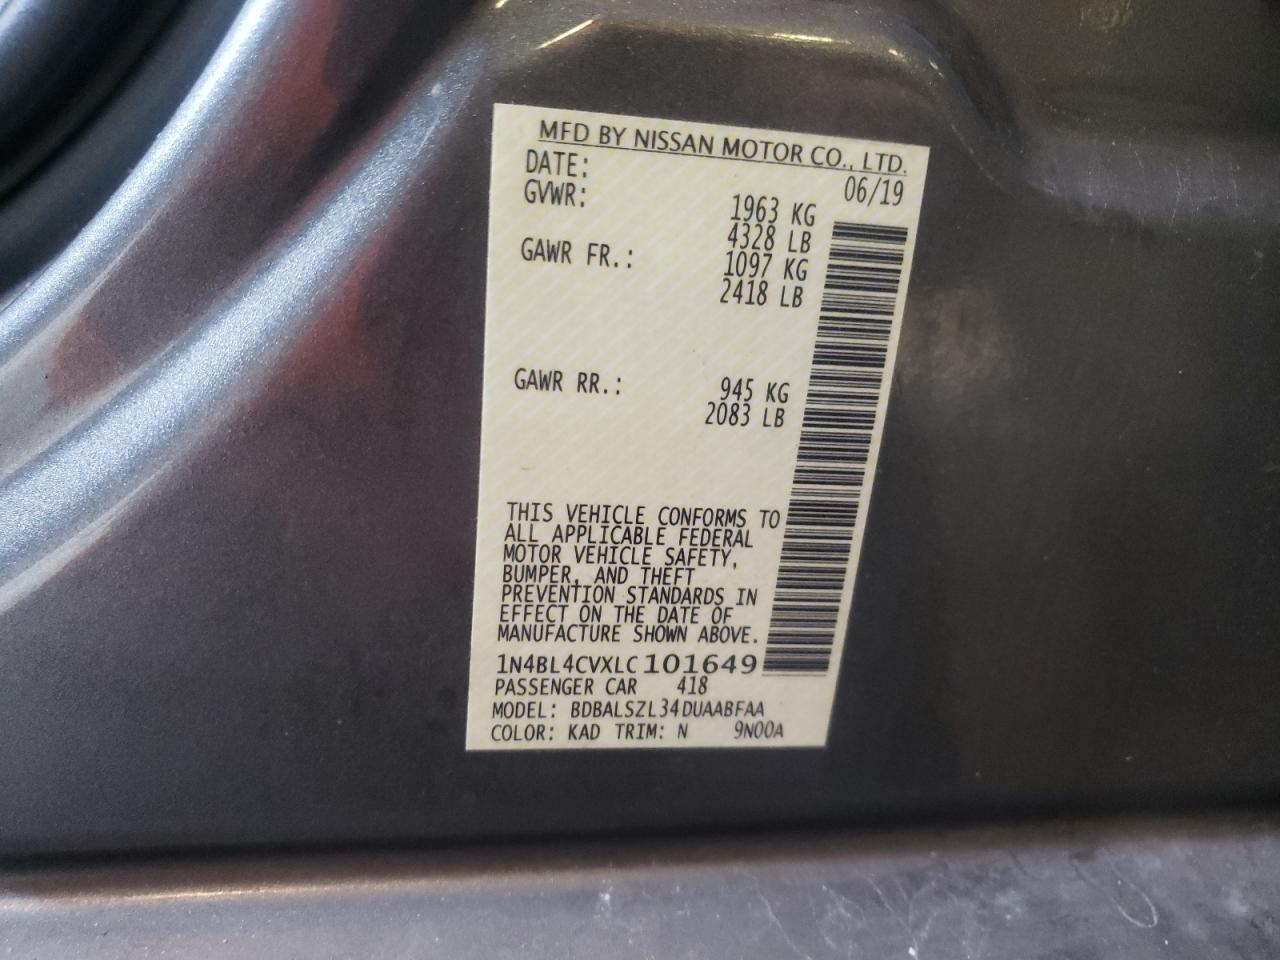 MFD BY NISSAN MOTOR CO., LTD.
DATE: 06/19
GVWR: 1963 KG
4328 LB
GAWR FR.: 1097 KG
2418 LB
GAWR RR.: 945 KG
2083 LB
THIS VEHICLE CONFORMS TO
ALL APPLICABLE FEDERAL
MOTOR VEHICLE SAFETY,
BUMPER, AND THEFT
PREVENTION STANDARDS IN
EFFECT ON THE DATE OF
MANUFACTURE SHOWN ABOVE.
1N4BL4CVXLC101649
PASSENGER CAR 418
MODEL: BDBALSZL34DUAABFAA
COLOR: KAD TRIM: N 9N00A